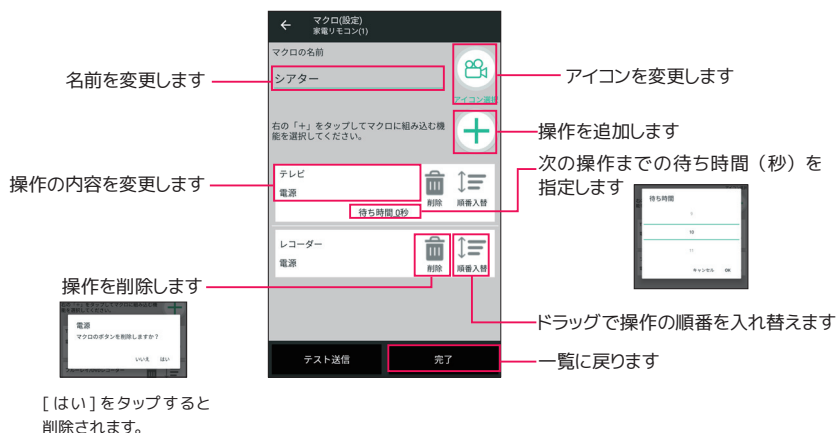 マクロ(設定)
家電リモコン(1)
マクロの名前
シアター
アイコン選択
右の「+」をタップしてマクロに組み込む機
能を選択してください。
テレビ
電源
待ち時間 0秒
削除
順番入替
レコーダー
電源
削除
順番入替
テスト送信
完了
名前を変更します
操作の内容を変更します
操作を削除します
電源
マクロのボタンを削除しますか?
いいえ はい
[はい]をタップすると
削除されます。
アイコンを変更します
操作を追加します
次の操作までの待ち時間(秒)を
指定します
待ち時間
10
11
キャンセル OK
ドラッグで操作の順番を入れ替えます
一覧に戻ります